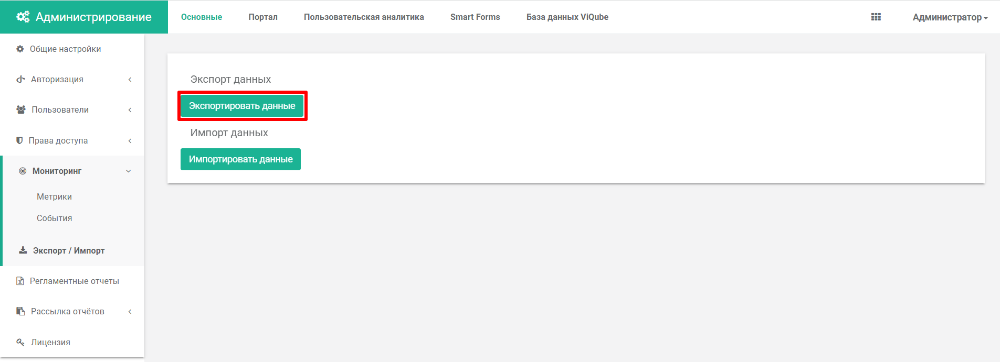 Администрирование
Основные
Портал
Пользовательская аналитика
Smart Forms
База данных ViQube
Администратор
Общие настройки
Авторизация
Пользователи
Права доступа
Мониторинг
Метрики
События
Экспорт / Импорт
Регламентные отчеты
Рассылка отчётов
Лицензия
Экспорт данных
Экспортировать данные
Импорт данных
Импортировать данные